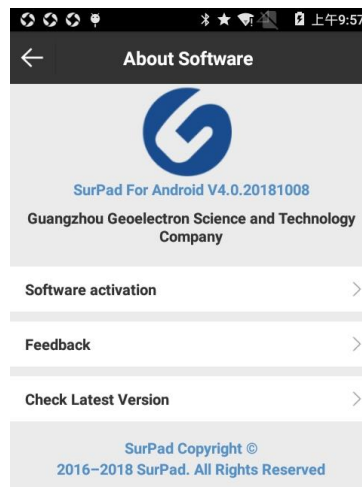 上午9:57
About Software
SurPad For Android V4.0.20181008
Guangzhou Geoelectron Science and Technology
Company
Software activation
Feedback
Check Latest Version
SurPad Copyright ©
2016–2018 SurPad. All Rights Reserved